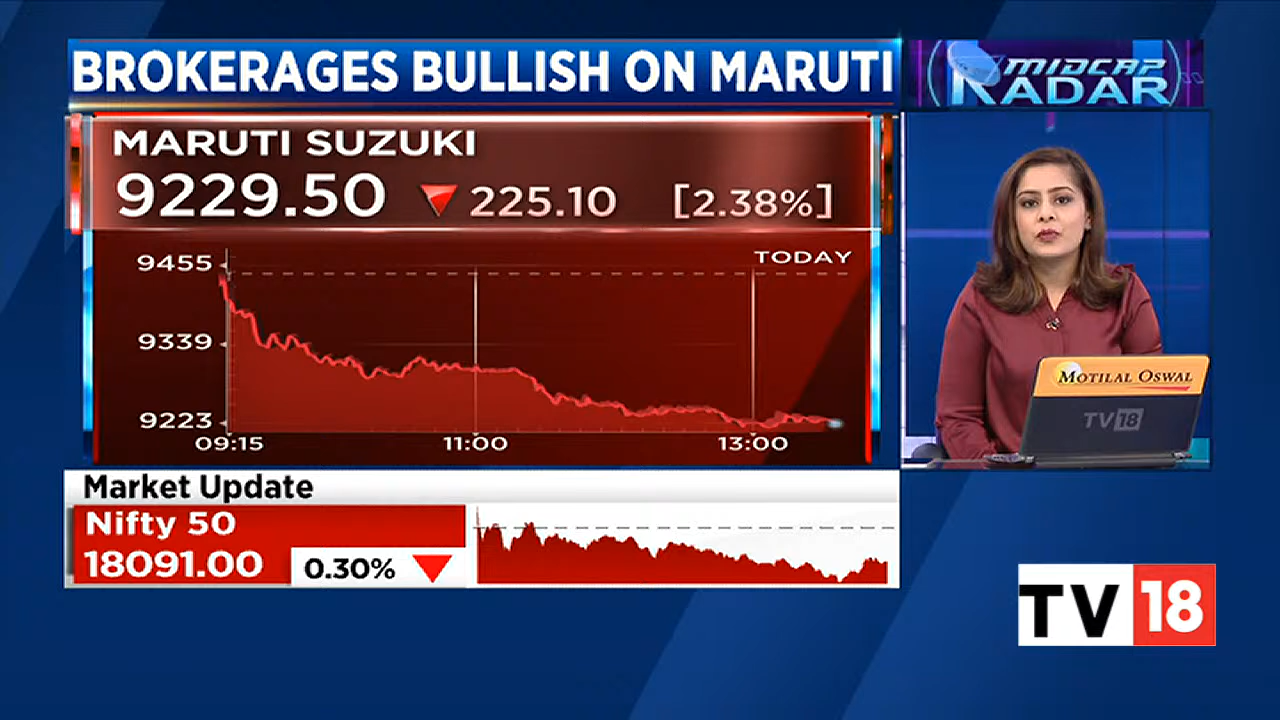 BROKERAGES BULLISH ON MARUTI
MIDCAP
RADAR
MARUTI SUZUKI
9229.50 ▼ 225.10 [2.38%]
TODAY
9455
9339
9223
09:15 11:00 13:00
MOTILAL OSWAL
TV18
Market Update
Nifty 50
18091.00 0.30% ▼
TV18